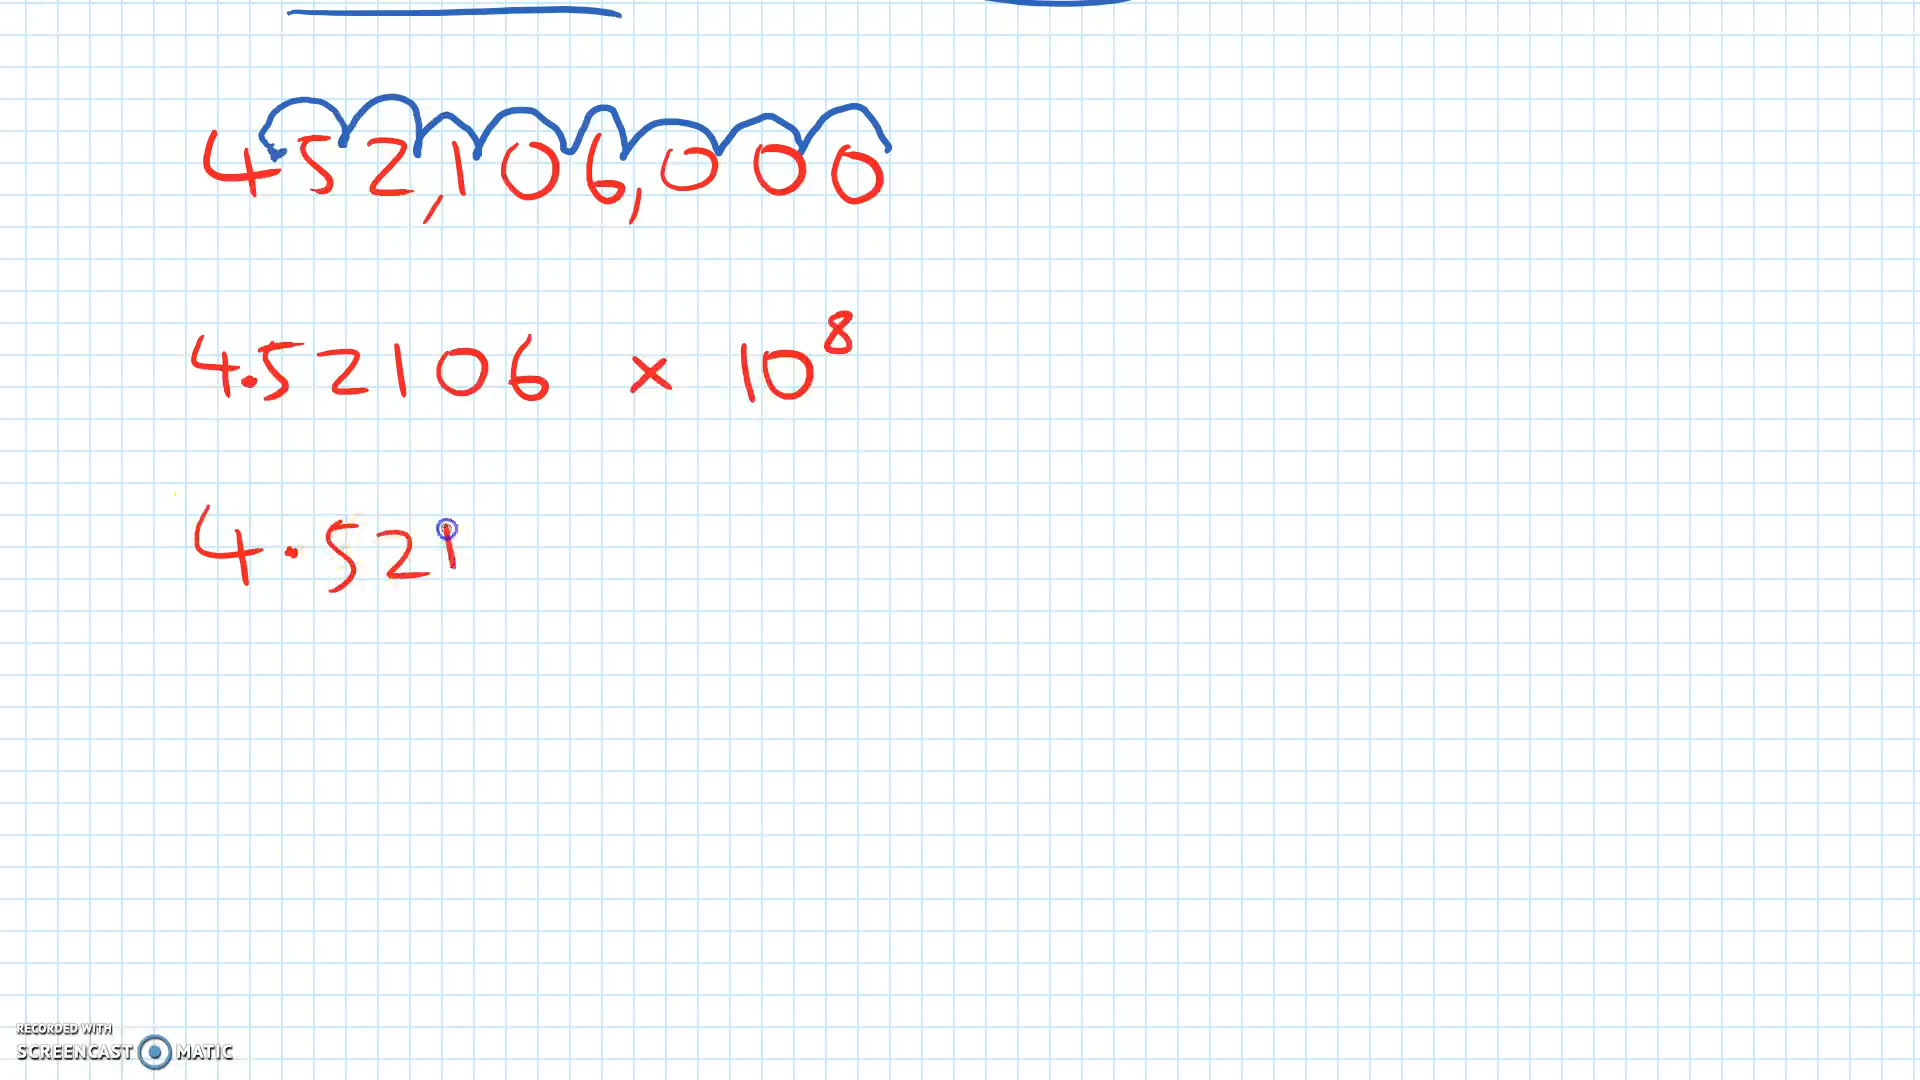 452,106,000
4.52106 × 10⁸
4.521
RECORDED WITH
SCREENCAST MATIC